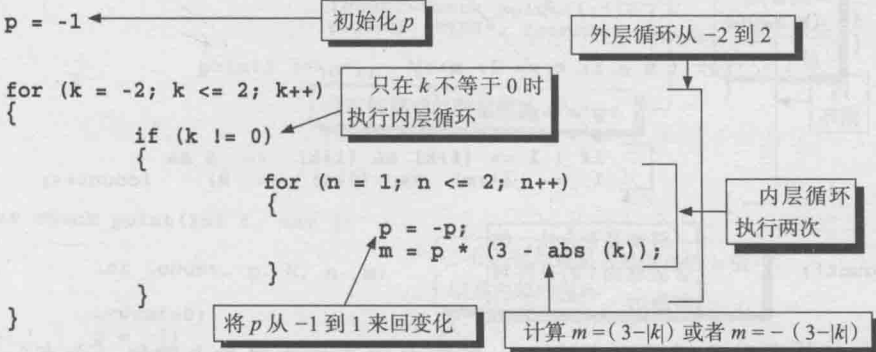 p = -1
初始化 p
外层循环从 -2 到 2
for (k = -2; k <= 2; k++)
{
只在 k 不等于 0 时
执行内层循环
if (k != 0)
{
for (n = 1; n <= 2; n++)
{
内层循环
执行两次
p = -p;
m = p * (3 - abs (k));
}
}
}
将 p 从 -1 到 1 来回变化
计算 m =(3-|k|) 或者 m = -(3-|k|)